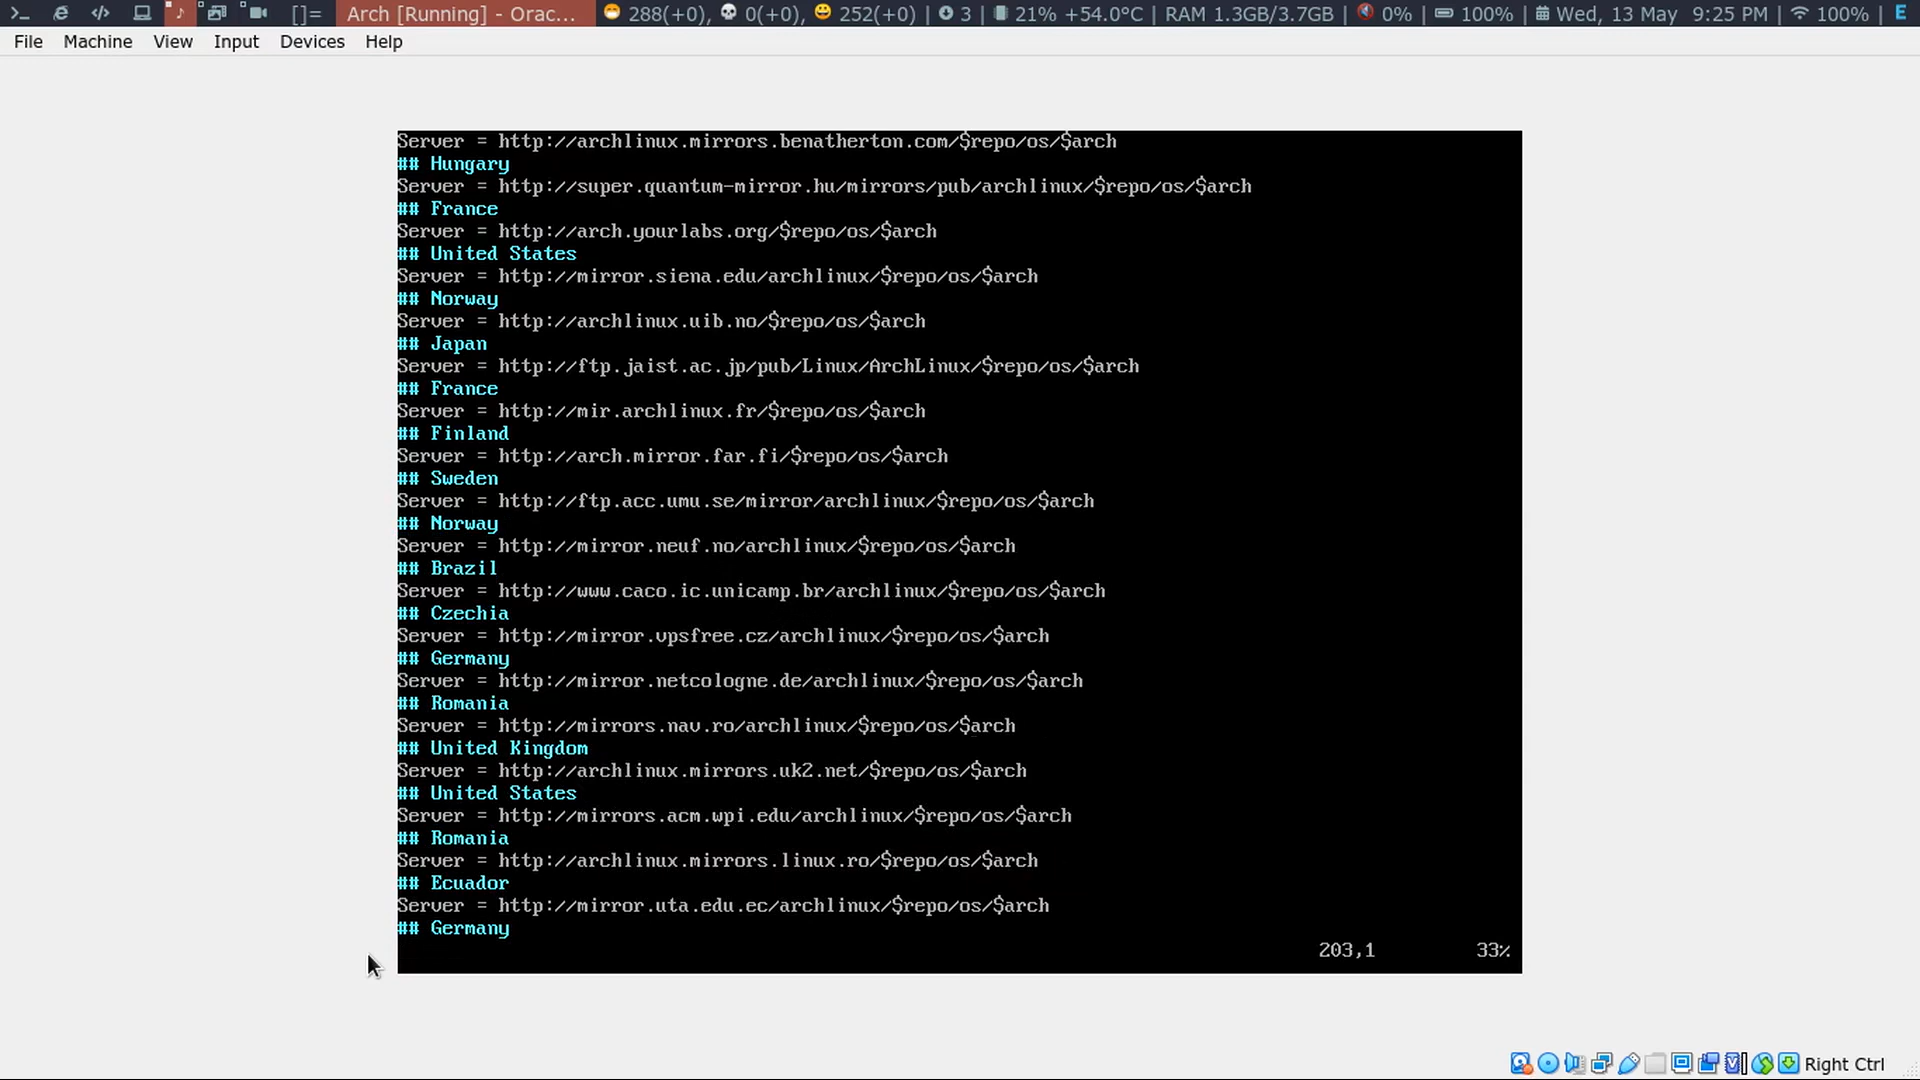 Arch [Running] - Orac... 288(+0), 0(+0), 252(+0) | 3 | 21% +54.0°C | RAM 1.3GB/3.7GB | 0% | 100% | Wed, 13 May 9:25 PM | 100% | E
File Machine View Input Devices Help
Server = http://archlinux.mirrors.benatherton.com/$repo/os/$arch
## Hungary
Server = http://super.quantum-mirror.hu/mirrors/pub/archlinux/$repo/os/$arch
## France
Server = http://arch.yourlabs.org/$repo/os/$arch
## United States
Server = http://mirror.siena.edu/archlinux/$repo/os/$arch
## Norway
Server = http://archlinux.uib.no/$repo/os/$arch
## Japan
Server = http://ftp.jaist.ac.jp/pub/Linux/ArchLinux/$repo/os/$arch
## France
Server = http://mir.archlinux.fr/$repo/os/$arch
## Finland
Server = http://arch.mirror.far.fi/$repo/os/$arch
## Sweden
Server = http://ftp.acc.umu.se/mirror/archlinux/$repo/os/$arch
## Norway
Server = http://mirror.neuf.no/archlinux/$repo/os/$arch
## Brazil
Server = http://www.caco.ic.unicamp.br/archlinux/$repo/os/$arch
## Czechia
Server = http://mirror.vpsfree.cz/archlinux/$repo/os/$arch
## Germany
Server = http://mirror.netcologne.de/archlinux/$repo/os/$arch
## Romania
Server = http://mirrors.nav.ro/archlinux/$repo/os/$arch
## United Kingdom
Server = http://archlinux.mirrors.uk2.net/$repo/os/$arch
## United States
Server = http://mirrors.acm.wpi.edu/archlinux/$repo/os/$arch
## Romania
Server = http://archlinux.mirrors.linux.ro/$repo/os/$arch
## Ecuador
Server = http://mirror.uta.edu.ec/archlinux/$repo/os/$arch
## Germany
203,1 33%
Right Ctrl